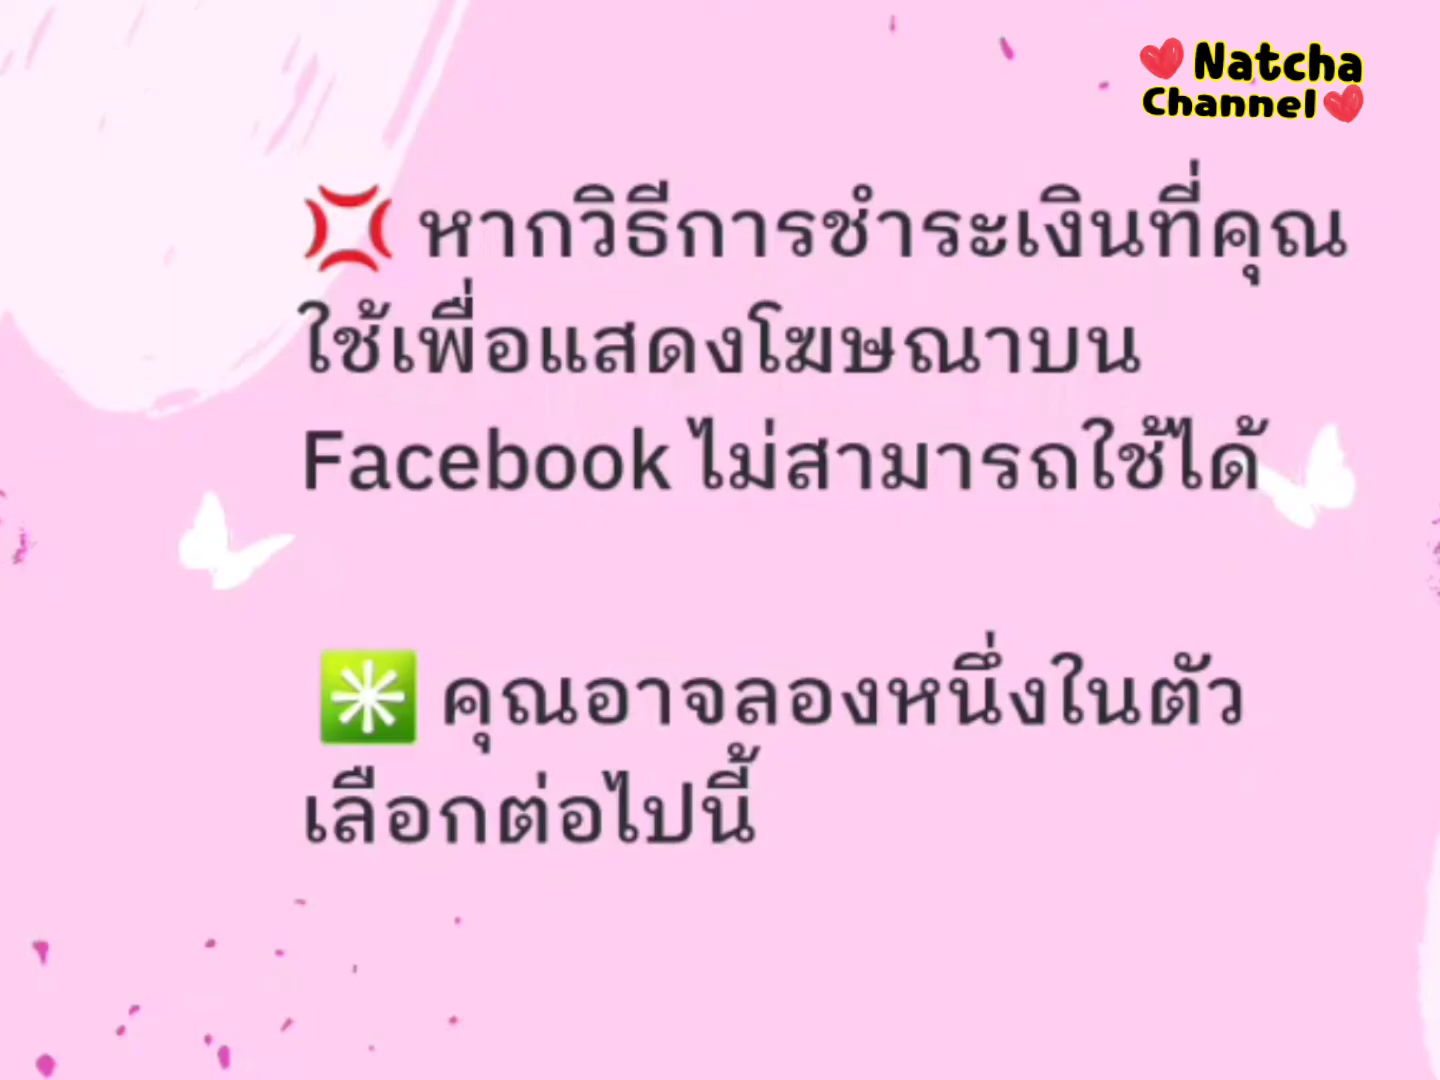 Natcha
Channel
หากวิธีการชำระเงินที่คุณ
ใช้เพื่อแสดงโฆษณาบน
Facebook ไม่สามารถใช้ได้
คุณอาจลองหนึ่งในตัว
เลือกต่อไปนี้